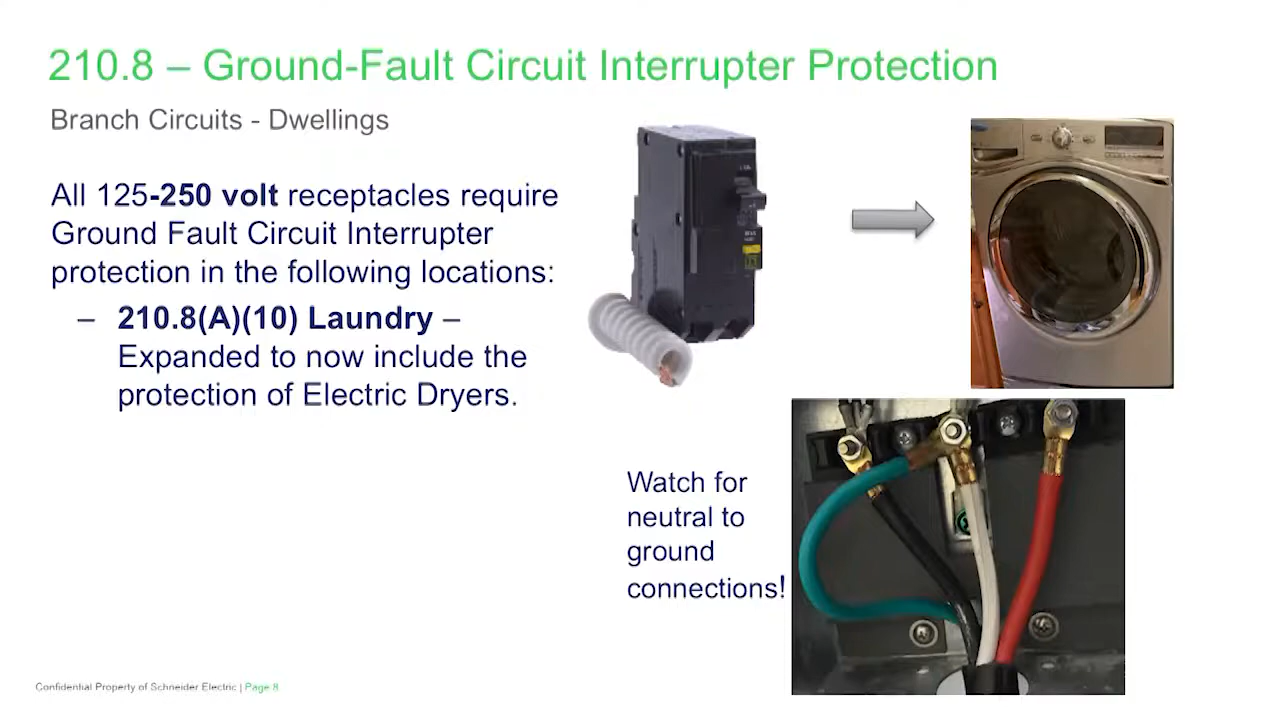 210.8 – Ground-Fault Circuit Interrupter Protection
Branch Circuits - Dwellings
All 125-250 volt receptacles require
Ground Fault Circuit Interrupter
protection in the following locations:
– 210.8(A)(10) Laundry –
Expanded to now include the
protection of Electric Dryers.
Watch for
neutral to
ground
connections!
Confidential Property of Schneider Electric | Page 8